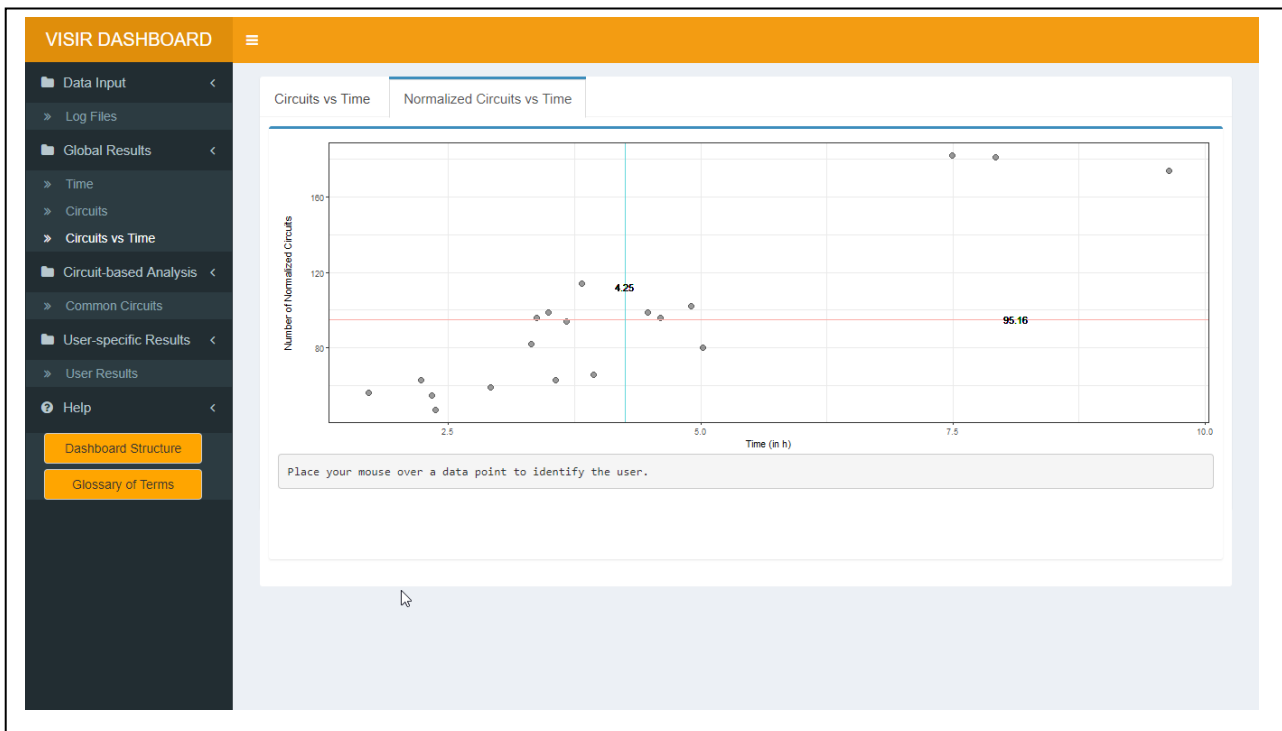 VISIR DASHBOARD
Data Input
Log Files
Global Results
Time
Circuits
Circuits vs Time
Circuit-based Analysis
Common Circuits
User-specific Results
User Results
Help
Dashboard Structure
Glossary of Terms
Circuits vs Time
Normalized Circuits vs Time
Number of Normalized Circuits
160
120
80
4.25
95.16
2.5
5.0
7.5
10.0
Time (in h)
Place your mouse over a data point to identify the user.